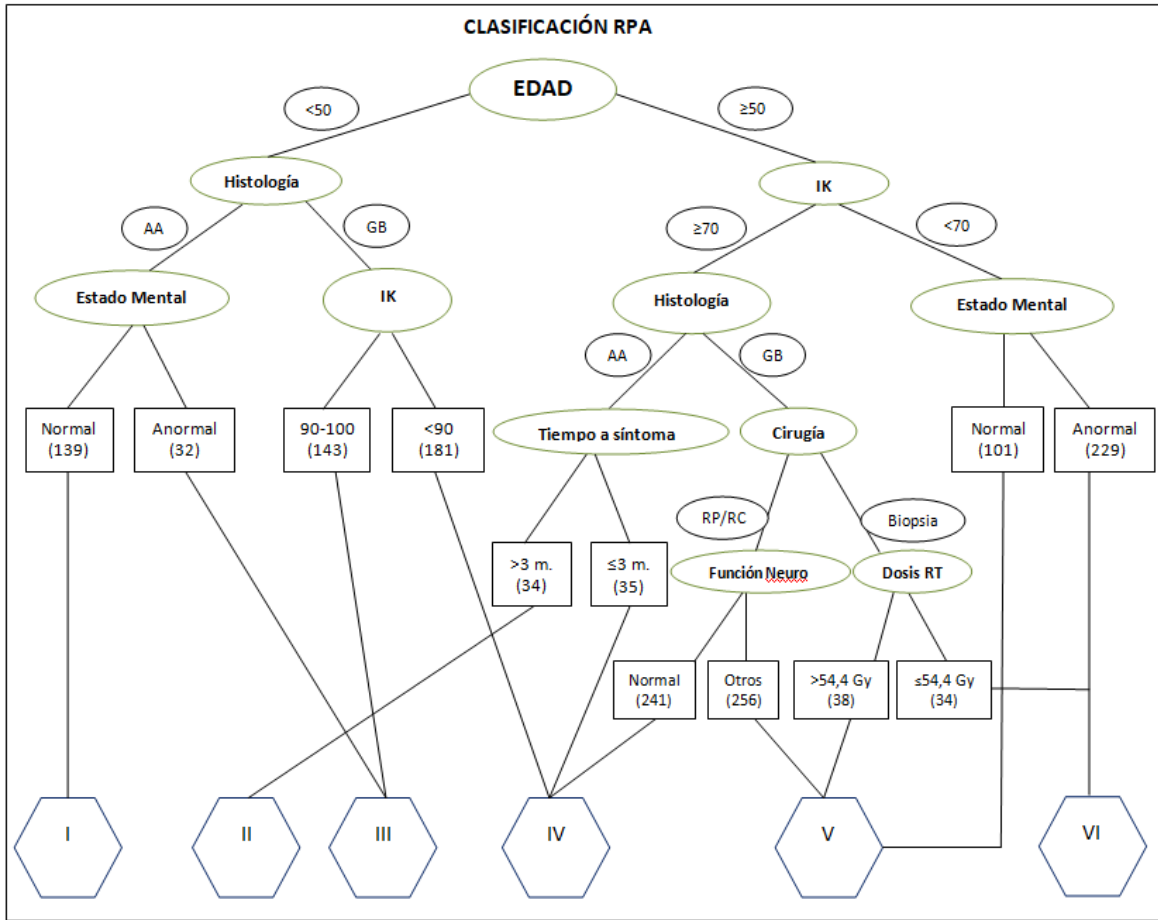 CLASIFICACIÓN RPA
EDAD
<50
≥50
Histología
IK
AA
GB
≥70
<70
Estado Mental
IK
Histología
Estado Mental
AA
GB
Normal
(139)
Anormal
(32)
90-100
(143)
<90
(181)
Tiempo a síntoma
Cirugía
Normal
(101)
Anormal
(229)
RP/RC
Biopsia
>3 m.
(34)
≤3 m.
(35)
Función Neuro
Dosis RT
Normal
(241)
Otros
(256)
>54,4 Gy
(38)
≤54,4 Gy
(34)
I
II
III
IV
V
VI